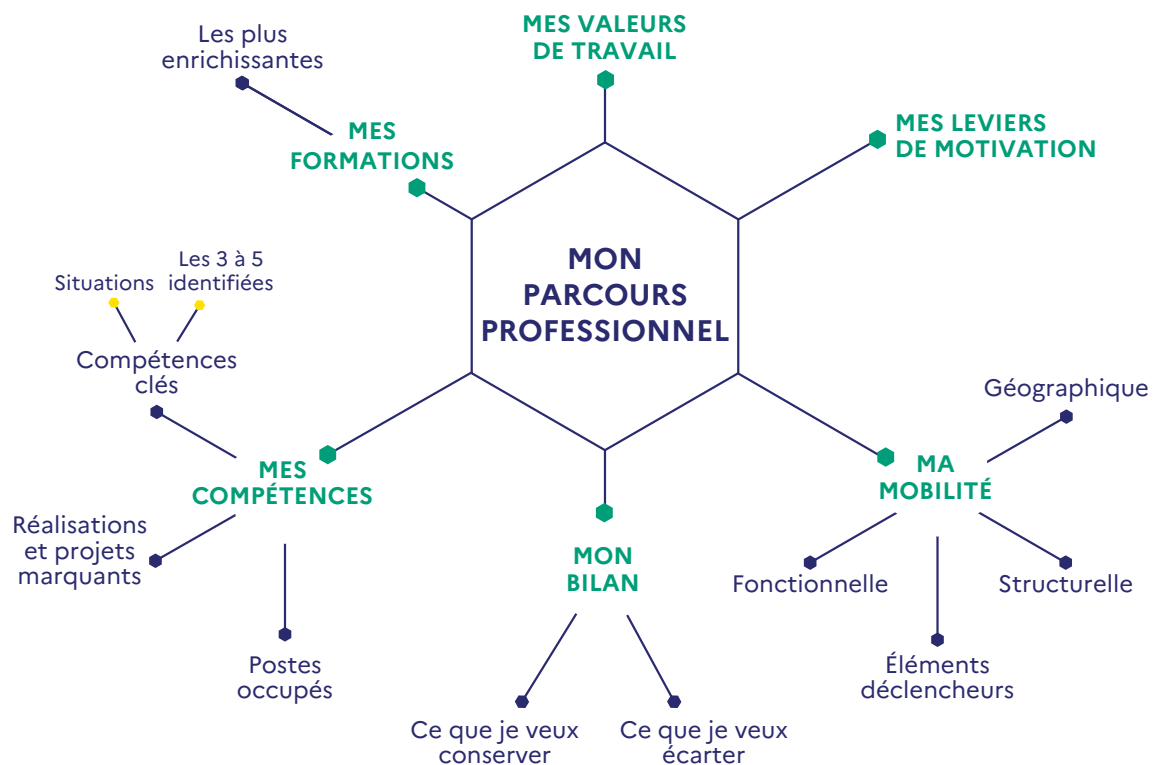 Les plus
enrichissantes
MES VALEURS
DE TRAVAIL
MES
FORMATIONS
MES LEVIERS
DE MOTIVATION
MON
PARCOURS
PROFESSIONNEL
Situations
Les 3 à 5
identifiées
Compétences
clés
MES
COMPÉTENCES
Réalisations
et projets
marquants
Postes
occupés
MON
BILAN
Ce que je veux
conserver
Ce que je veux
écarter
MA
MOBILITÉ
Géographique
Fonctionnelle
Structurelle
Éléments
déclencheurs